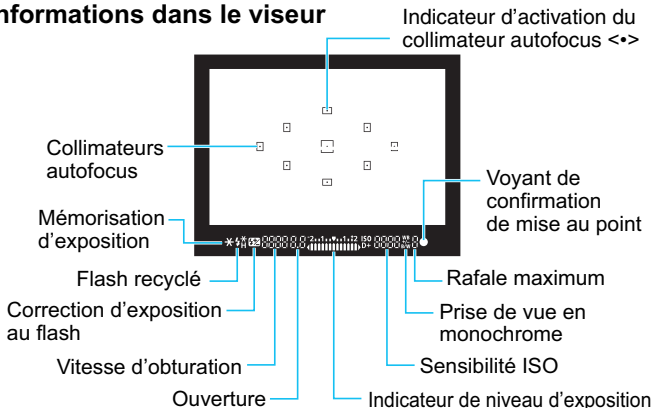 nformations dans le viseur
Indicateur d'activation du
collimateur autofocus <•>
Collimateurs
autofocus
Voyant de
confirmation
de mise au point
Mémorisation
d'exposition
Flash recyclé
Rafale maximum
Correction d'exposition
au flash
Prise de vue en
monochrome
Vitesse d'obturation
Sensibilité ISO
Ouverture
Indicateur de niveau d'exposition
ISO
D+